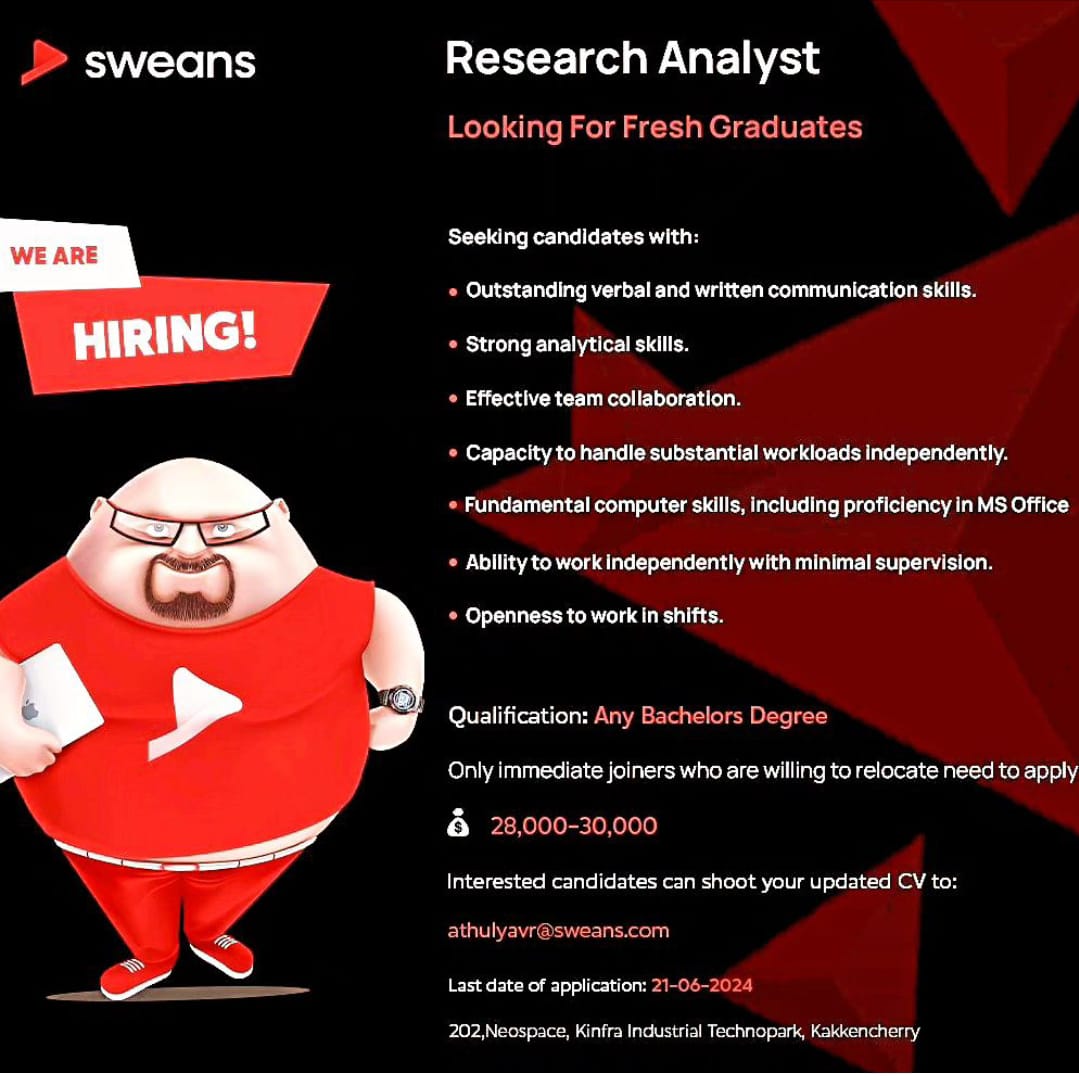 sweans
Research Analyst
Looking For Fresh Graduates
WE ARE
HIRING!
Seeking candidates with:
• Outstanding verbal and written communication skills.
• Strong analytical skills.
• Effective team collaboration.
• Capacity to handle substantial workloads independently.
• Fundamental computer skills, including proficiency in MS Office
• Ability to work independently with minimal supervision.
• Openness to work in shifts.
Qualification: Any Bachelors Degree
Only immediate joiners who are willing to relocate need to apply
$ 28,000-30,000
Interested candidates can shoot your updated CV to:
athulyavr@sweans.com
Last date of application: 21-06-2024
202,Neospace, Kinfra Industrial Technopark, Kakkencherry